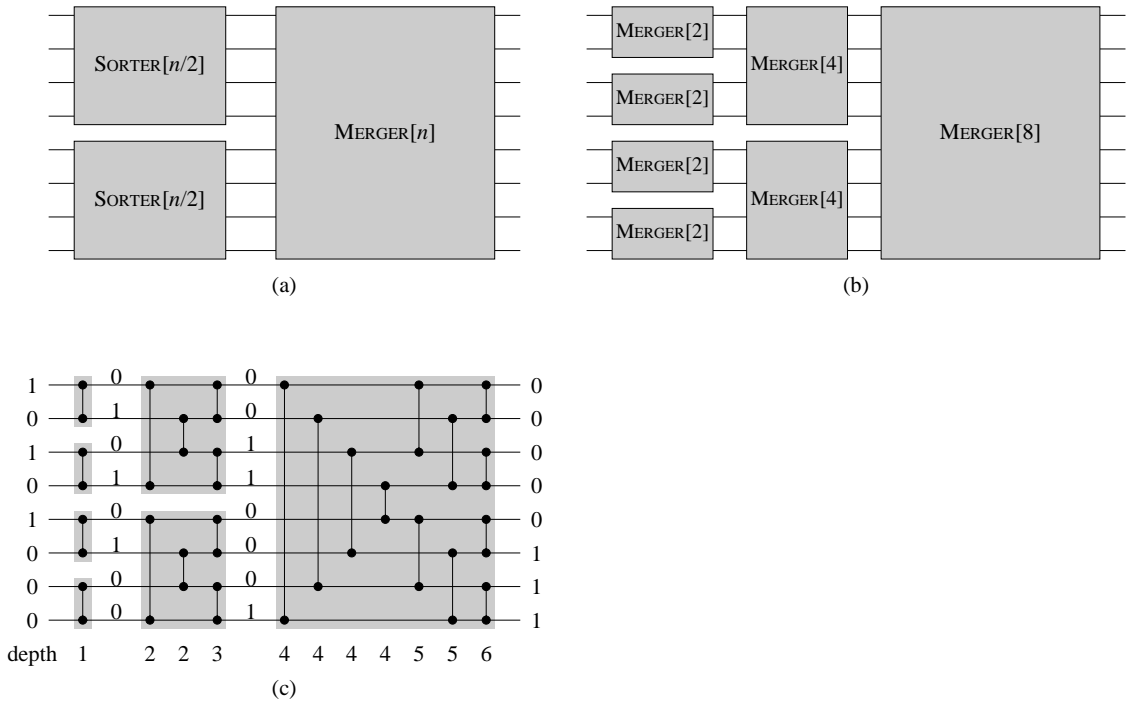 SORTER[n/2]
SORTER[n/2]
MERGER[n]
(a)
MERGER[2]
MERGER[2]
MERGER[2]
MERGER[2]
MERGER[4]
MERGER[4]
MERGER[8]
(b)
1 0 0 0
0 1 0 0
1 0 1 0
0 1 1 0
1 0 0 0
0 1 0 1
0 0 0 1
0 0 1 1
depth 1 2 2 3 4 4 4 4 5 5 6
(c)